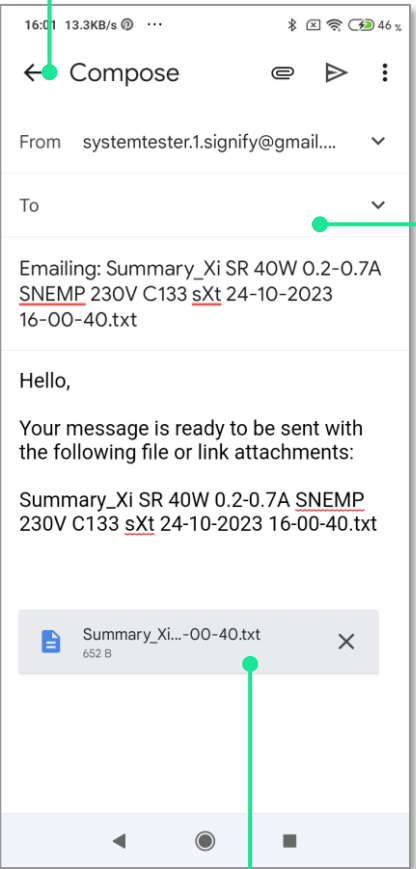 16:01 13.3KB/s ··· 46 %
Compose
From systemtester.1.signify@gmail....
To
Emailing: Summary_Xi SR 40W 0.2-0.7A
SNEMP 230V C133 sXt 24-10-2023
16-00-40.txt
Hello,
Your message is ready to be sent with
the following file or link attachments:
Summary_Xi SR 40W 0.2-0.7A SNEMP
230V C133 sXt 24-10-2023 16-00-40.txt
Summary_Xi...-00-40.txt
652 B